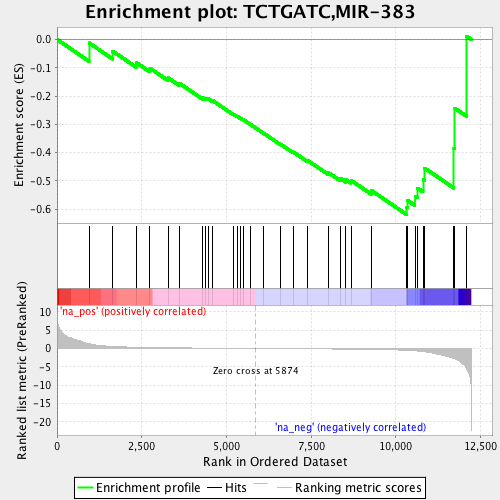 Enrichment plot: TCTGATC,MIR-383
Enrichment score (ES)
0.0
-0.1
-0.2
-0.3
-0.4
-0.5
-0.6
Ranked list metric (PreRanked)
'na_pos' (positively correlated)
10
5
0
-5
-10
-15
-20
Zero cross at 5874
'na_neg' (negatively correlated)
0
2,500
5,000
7,500
10,000
12,500
Rank in Ordered Dataset
Enrichment profile
Hits
Ranking metric scores